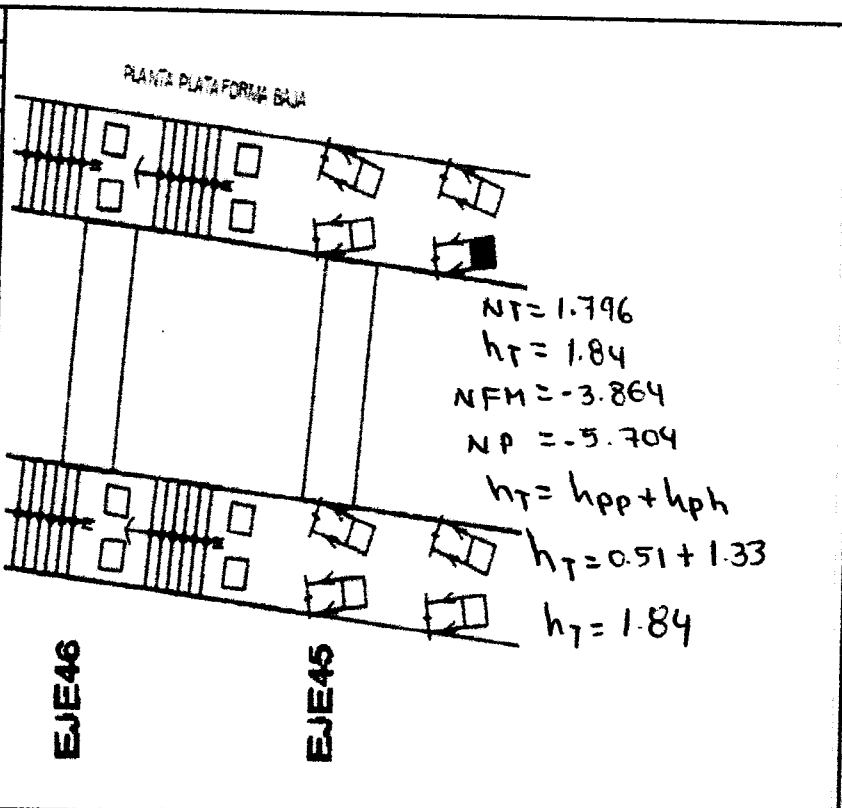 PLANTA PLATAFORMA BAJA
NT = 1.796
hT = 1.84
NFM = -3.864
NP = -5.704
hT = hpp + hph
hT = 0.51 + 1.33
hT = 1.84
EJE46
EJE45